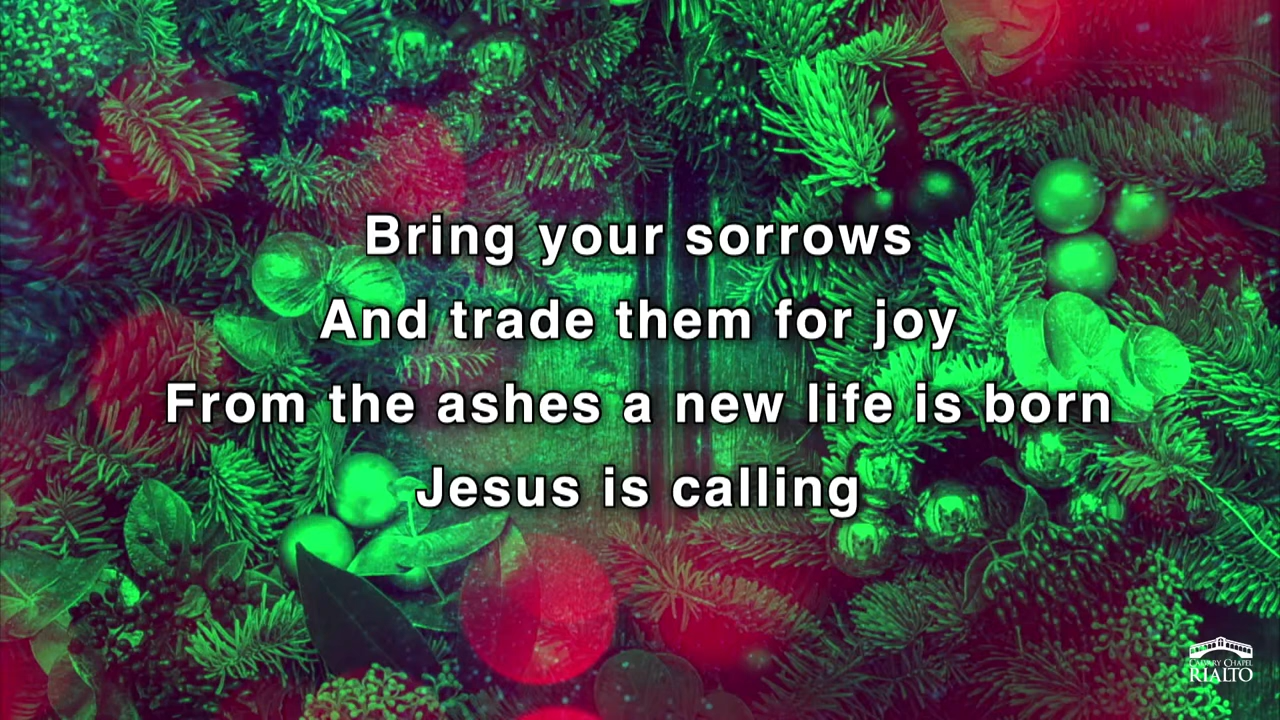 Bring your sorrows
And trade them for joy
From the ashes a new life is born
Jesus is calling
CALVARY CHAPEL
RIALTO